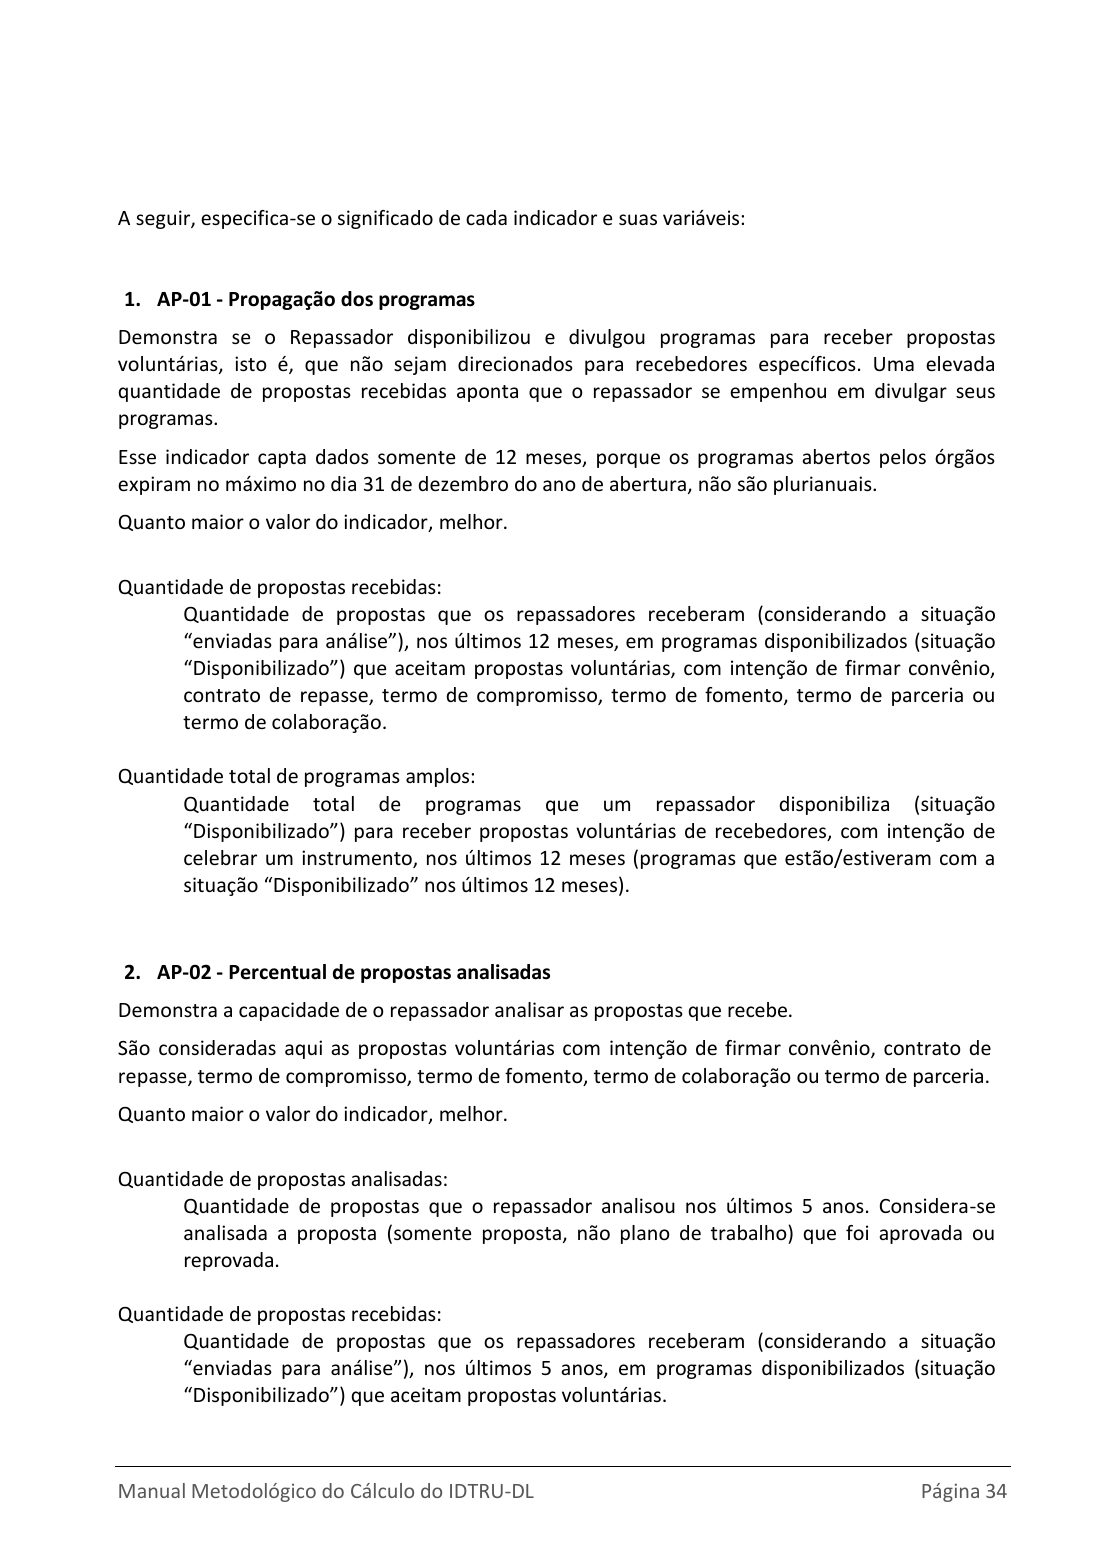 A seguir, especifica-se o significado de cada indicador e suas variáveis:
1. AP-01 - Propagação dos programas
Demonstra se o Repassador disponibilizou e divulgou programas para receber propostas
voluntárias, isto é, que não sejam direcionados para recebedores específicos. Uma elevada
quantidade de propostas recebidas aponta que o repassador se empenhou em divulgar seus
programas.
Esse indicador capta dados somente de 12 meses, porque os programas abertos pelos órgãos
expiram no máximo no dia 31 de dezembro do ano de abertura, não são plurianuais.
Quanto maior o valor do indicador, melhor.
Quantidade de propostas recebidas:
Quantidade de propostas que os repassadores receberam (considerando a situação
“enviadas para análise”), nos últimos 12 meses, em programas disponibilizados (situação
“Disponibilizado”) que aceitam propostas voluntárias, com intenção de firmar convênio,
contrato de repasse, termo de compromisso, termo de fomento, termo de parceria ou
termo de colaboração.
Quantidade total de programas amplos:
Quantidade total de programas que um repassador disponibiliza (situação
“Disponibilizado”) para receber propostas voluntárias de recebedores, com intenção de
celebrar um instrumento, nos últimos 12 meses (programas que estão/estiveram com a
situação “Disponibilizado” nos últimos 12 meses).
2. AP-02 - Percentual de propostas analisadas
Demonstra a capacidade de o repassador analisar as propostas que recebe.
São consideradas aqui as propostas voluntárias com intenção de firmar convênio, contrato de
repasse, termo de compromisso, termo de fomento, termo de colaboração ou termo de parceria.
Quanto maior o valor do indicador, melhor.
Quantidade de propostas analisadas:
Quantidade de propostas que o repassador analisou nos últimos 5 anos. Considera-se
analisada a proposta (somente proposta, não plano de trabalho) que foi aprovada ou
reprovada.
Quantidade de propostas recebidas:
Quantidade de propostas que os repassadores receberam (considerando a situação
“enviadas para análise”), nos últimos 5 anos, em programas disponibilizados (situação
“Disponibilizado”) que aceitam propostas voluntárias.
Manual Metodológico do Cálculo do IDTRU-DL Página 34